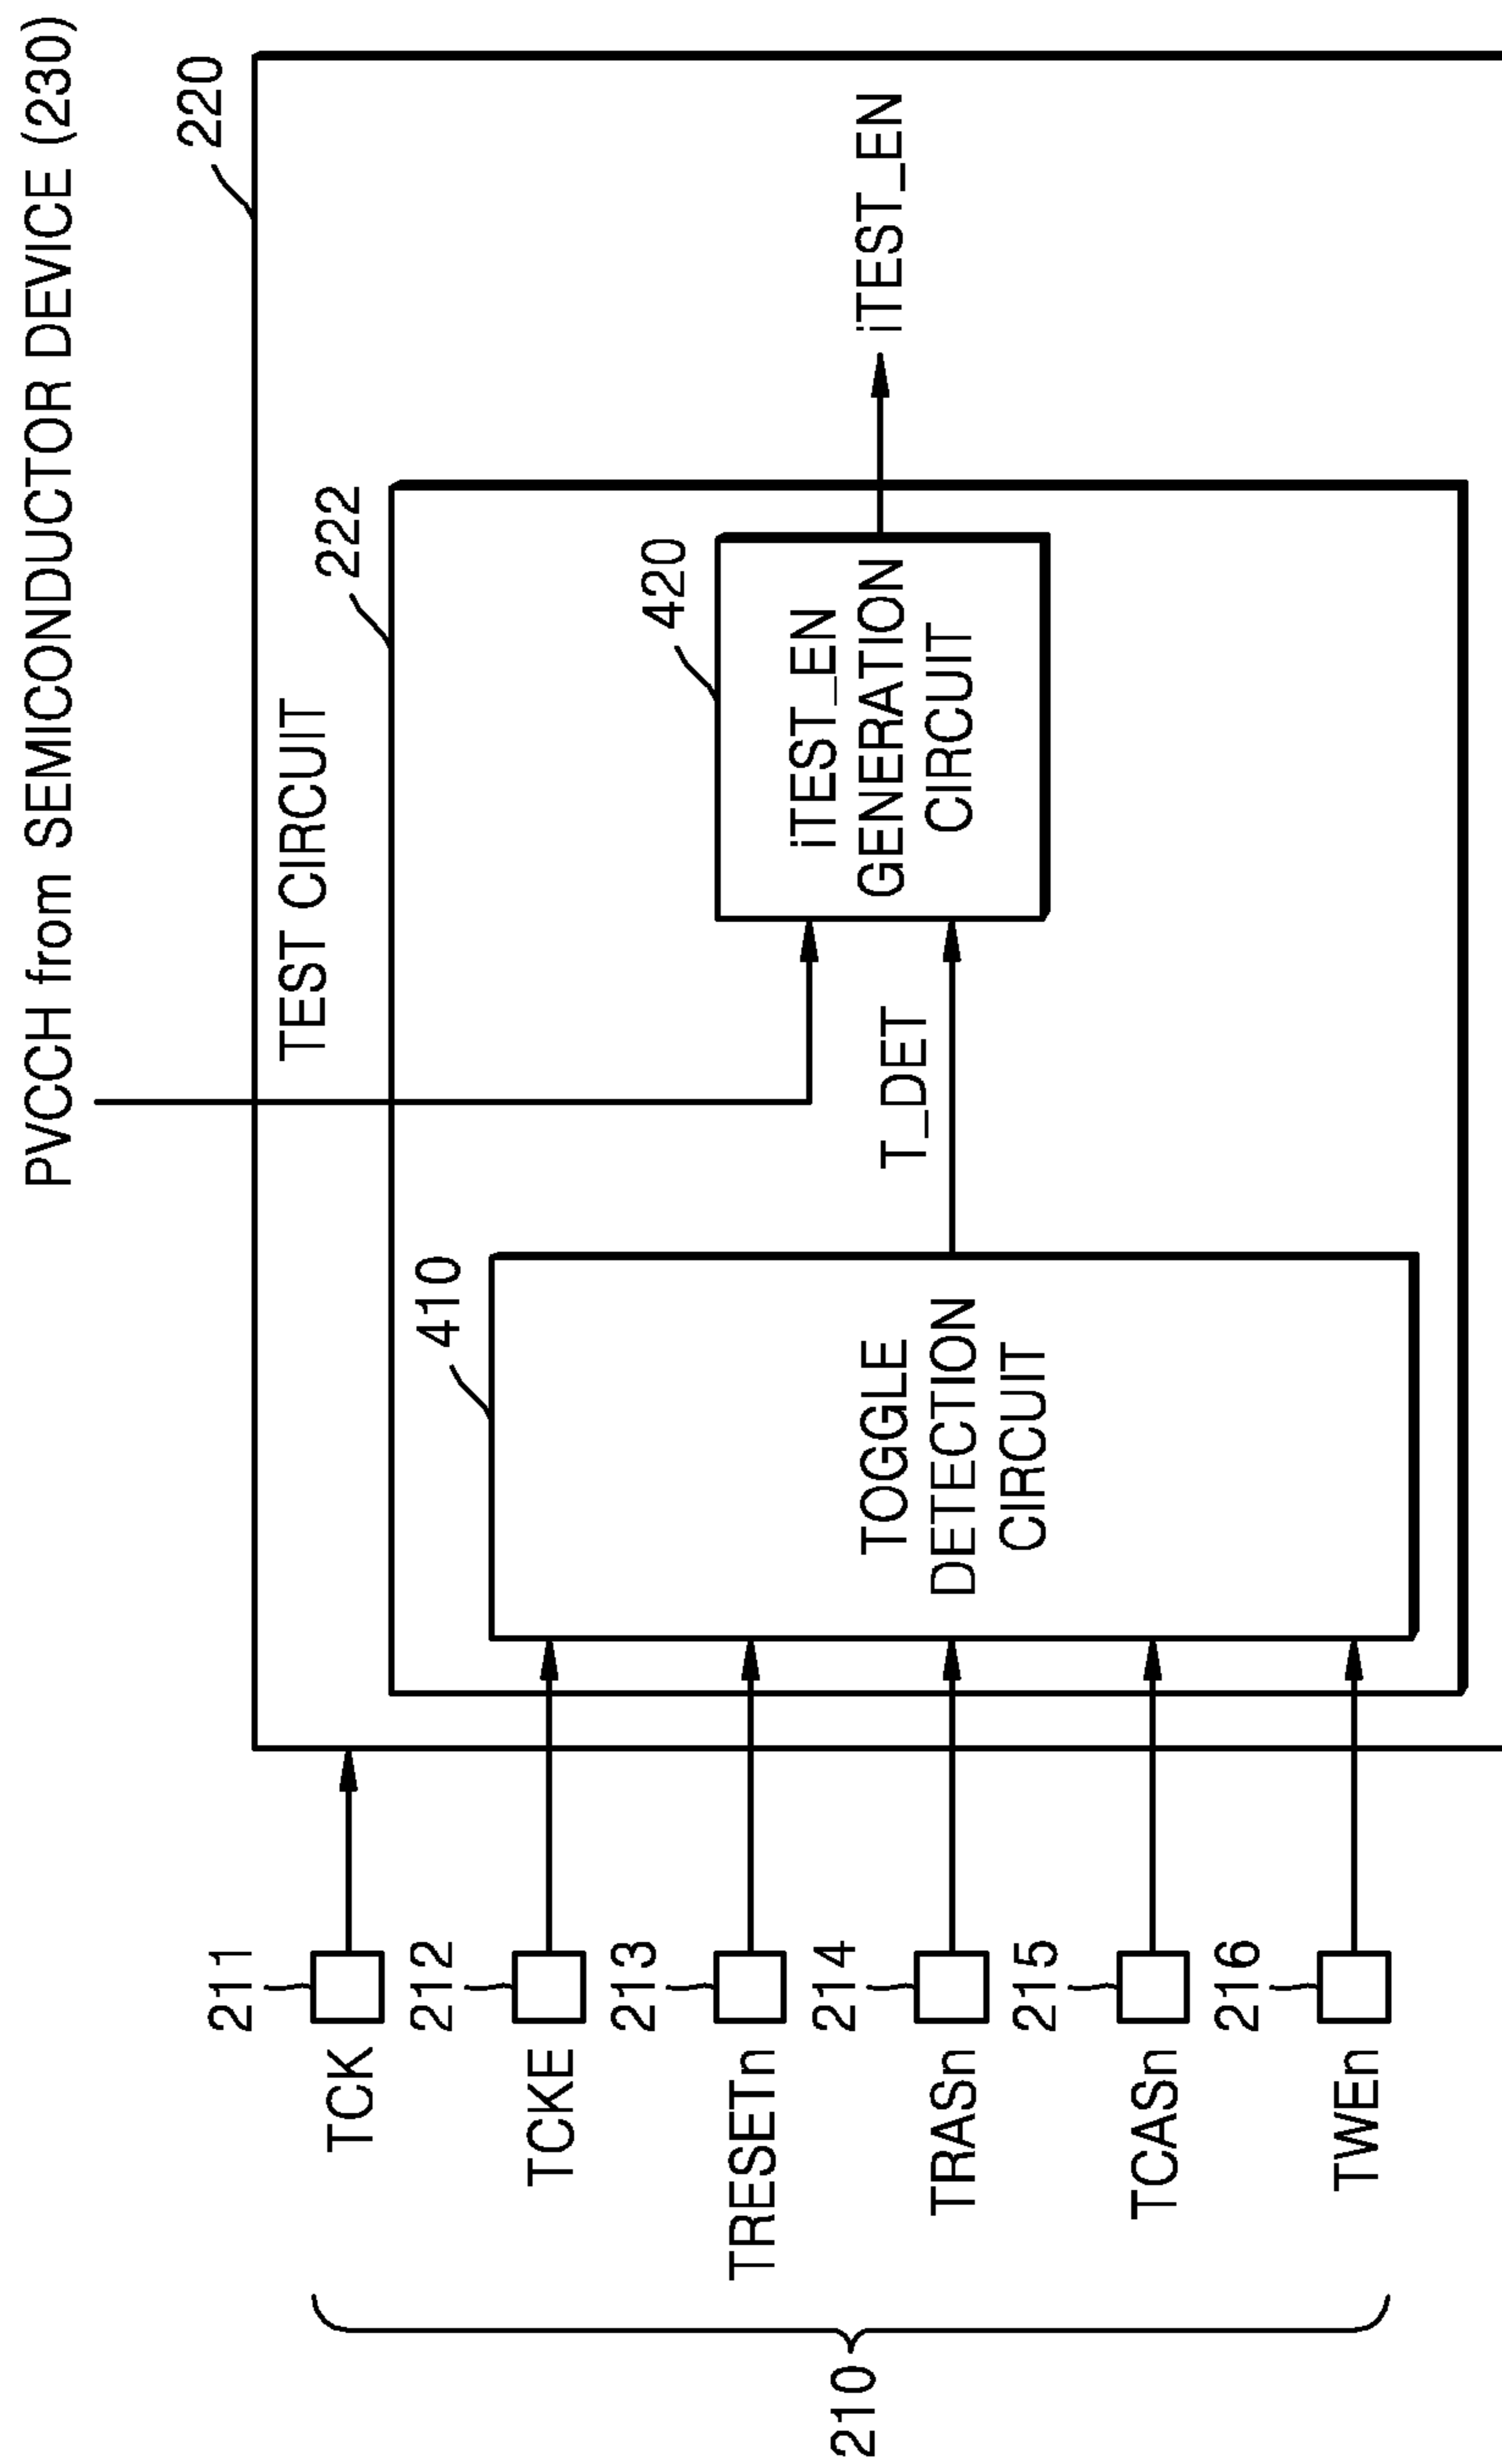 PVCCH from SEMICONDUCTOR DEVICE (230)
220
TEST CIRCUIT
222
211
TCK
410
420
212
TCKE
iTEST_EN
GENERATION
CIRCUIT
iTEST_EN
213
TRESETn
T_DET
TOGGLE
DETECTION
CIRCUIT
210
214
TRASn
215
TCASn
216
TWEn